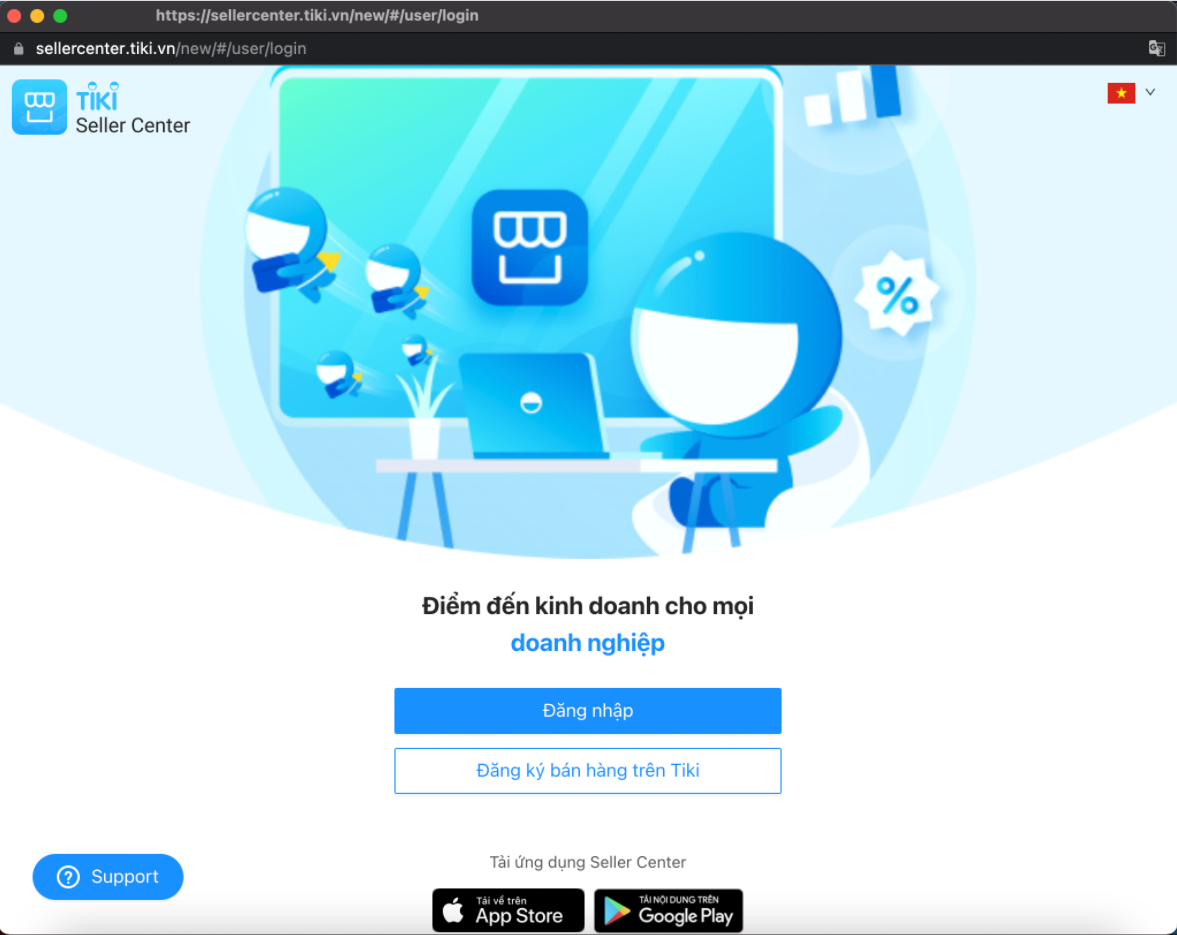 https://sellercenter.tiki.vn/new/#/user/login
sellercenter.tiki.vn/new/#/user/login
TIKI
Seller Center
%
Điểm đến kinh doanh cho mọi
doanh nghiệp
Đăng nhập
Đăng ký bán hàng trên Tiki
Tải ứng dụng Seller Center
? Support
Tải về trên
App Store
TẢI NỘI DUNG TRÊN
Google Play